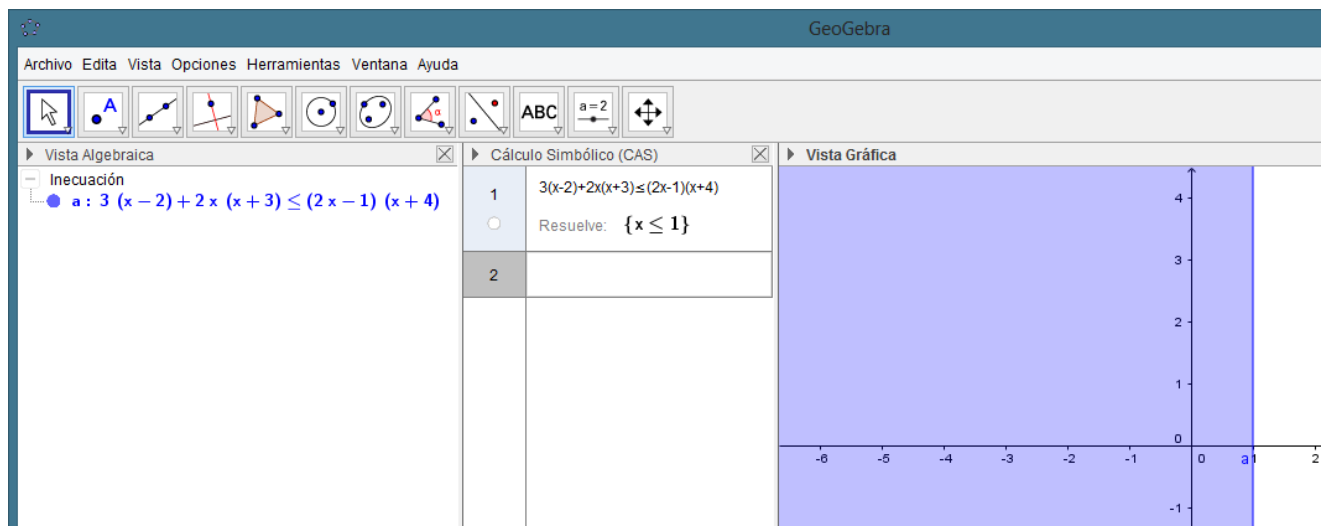 GeoGebra
Archivo Edita Vista Opciones Herramientas Ventana Ayuda
A
α
ABC
a = 2
Vista Algebraica
Inecuación
a : 3 (x − 2) + 2 x (x + 3) ≤ (2 x − 1) (x + 4)
Cálculo Simbólico (CAS)
1
3(x-2)+2x(x+3)≤(2x-1)(x+4)
Resuelve: {x ≤ 1}
2
Vista Gráfica
4
3
2
1
0
-6 -5 -4 -3 -2 -1 0 a 1 2
-1